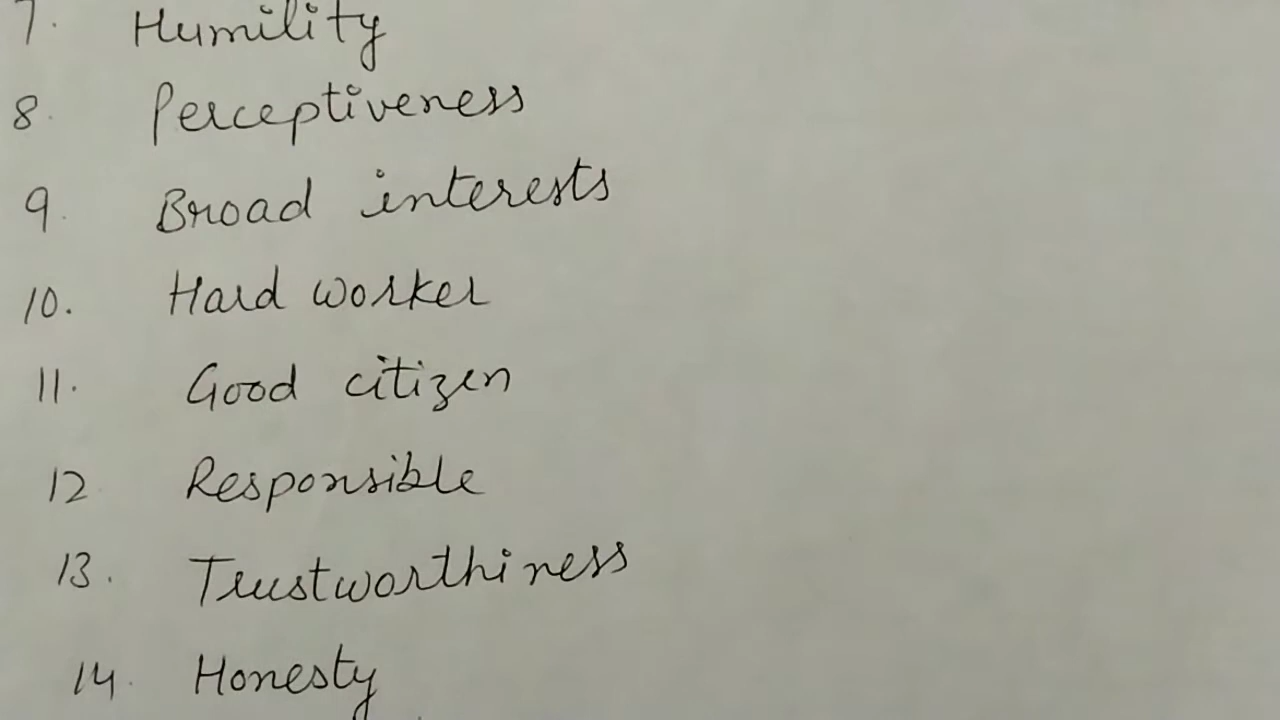 7. Humility
8. Perceptiveness
9. Broad interests
10. Hard worker
11. Good citizen
12 Responsible
13. Trustworthiness
14. Honesty